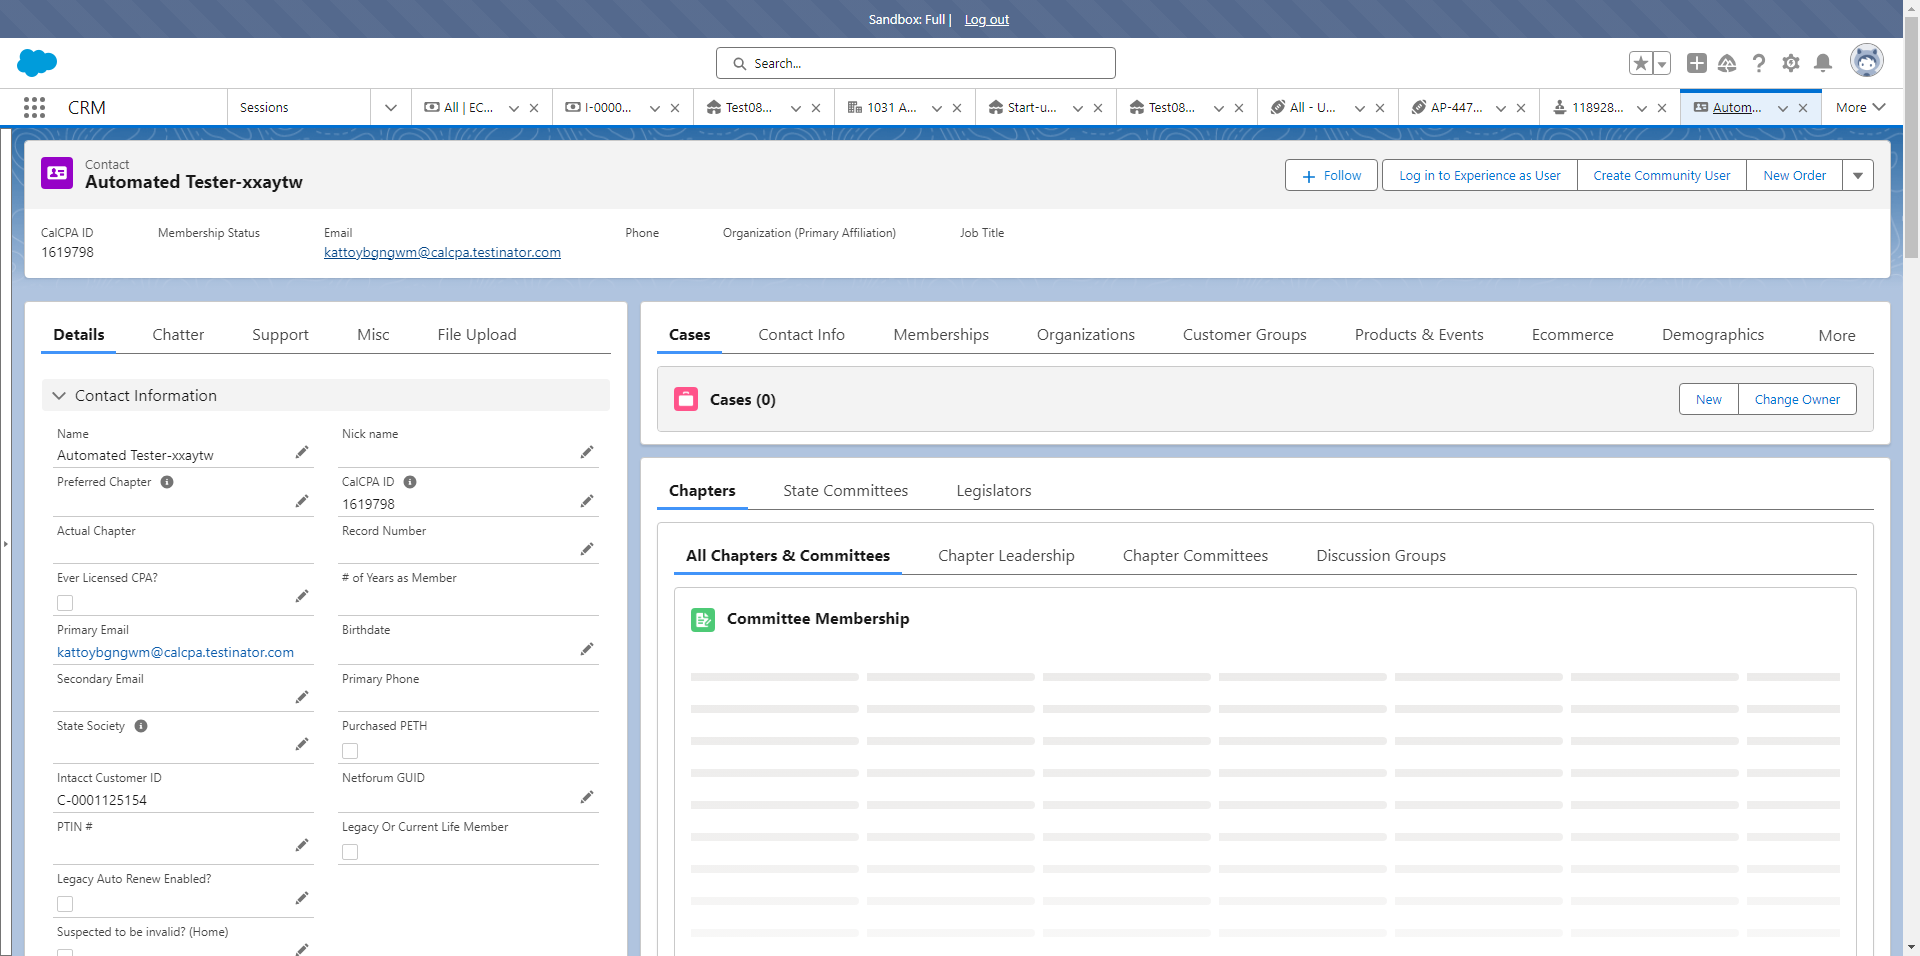 Sandbox: Full | Log out
Search...
CRM
Sessions
All | EC...
I-0000...
Test08...
1031 A...
Start-u...
Test08...
All - U...
AP-447...
118928...
Autom...
More
Contact
Automated Tester-xxaytw
Follow
Log in to Experience as User
Create Community User
New Order
CalCPA ID
Membership Status
Email
Phone
Organization (Primary Affiliation)
Job Title
1619798
kattoybgngwm@calcpa.testinator.com
Details
Chatter
Support
Misc
File Upload
Contact Information
Name
Automated Tester-xxaytw
Nick name
Preferred Chapter
CalCPA ID
1619798
Actual Chapter
Record Number
Ever Licensed CPA?
# of Years as Member
Primary Email
kattoybgngwm@calcpa.testinator.com
Birthdate
Secondary Email
Primary Phone
State Society
Purchased PETH
Intacct Customer ID
C-0001125154
Netforum GUID
PTIN #
Legacy Or Current Life Member
Legacy Auto Renew Enabled?
Suspected to be invalid? (Home)
Cases
Contact Info
Memberships
Organizations
Customer Groups
Products & Events
Ecommerce
Demographics
More
Cases (0)
New
Change Owner
Chapters
State Committees
Legislators
All Chapters & Committees
Chapter Leadership
Chapter Committees
Discussion Groups
Committee Membership